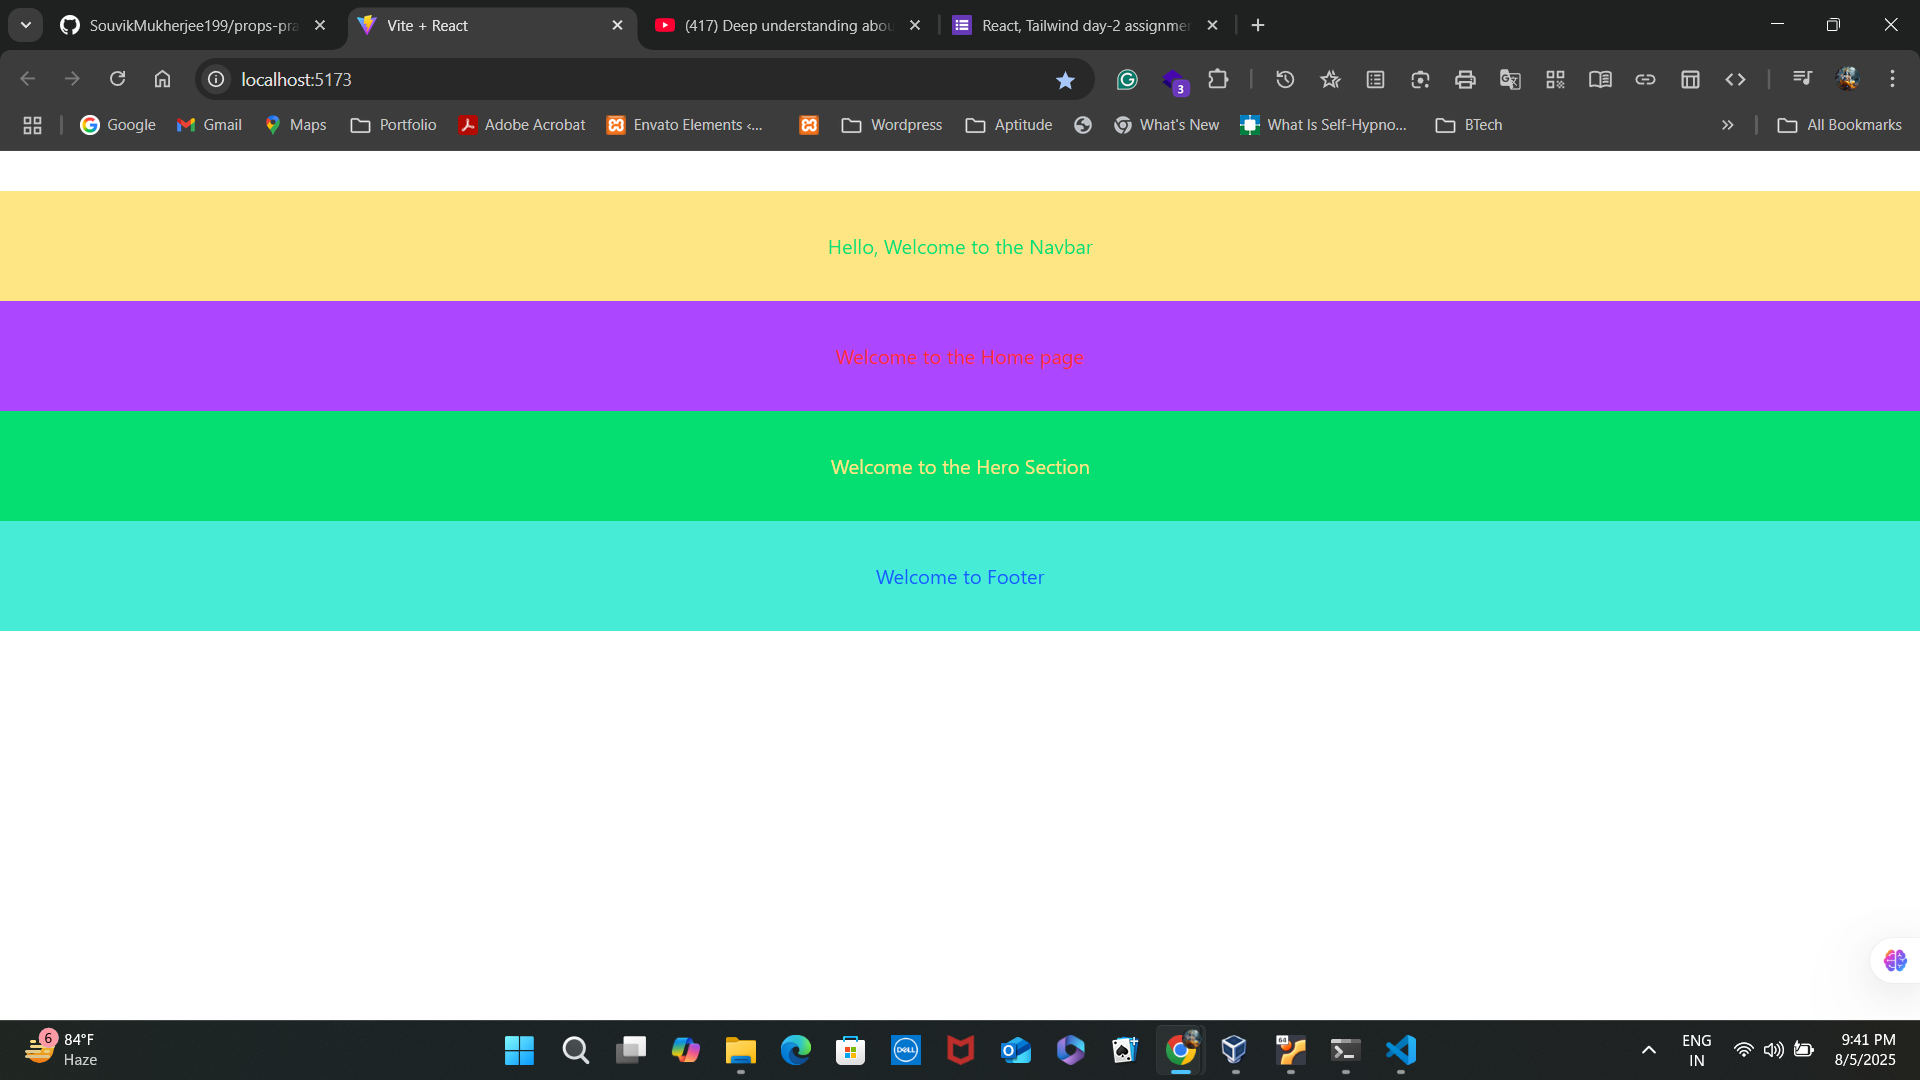 SouvikMukherjee199/props-pra
Vite + React
(417) Deep understanding abou
React, Tailwind day-2 assignme
localhost:5173
3
Google
Gmail
Maps
Portfolio
Adobe Acrobat
Envato Elements ‹...
Wordpress
Aptitude
What's New
What Is Self-Hypno...
BTech
All Bookmarks
Hello, Welcome to the Navbar
Welcome to the Home page
Welcome to the Hero Section
Welcome to Footer
6
84°F
Haze
DELL
64
ENG
IN
9:41 PM
8/5/2025